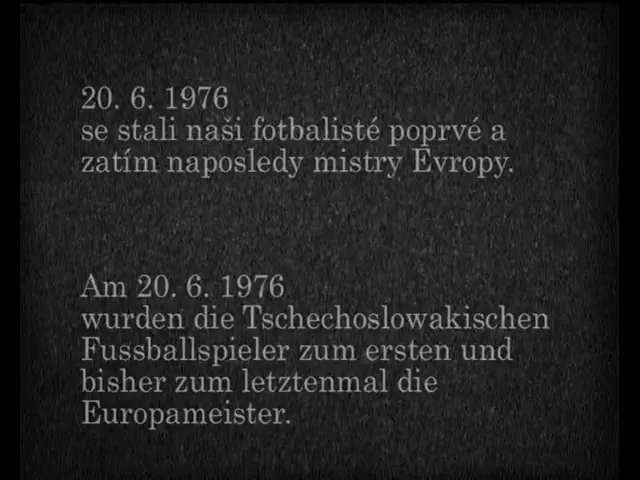 20. 6. 1976
se stali naši fotbalisté poprvé a
zatím naposledy mistry Evropy.
Am 20. 6. 1976
wurden die Tschechoslowakischen
Fussballspieler zum ersten und
bisher zum letztenmal die
Europameister.